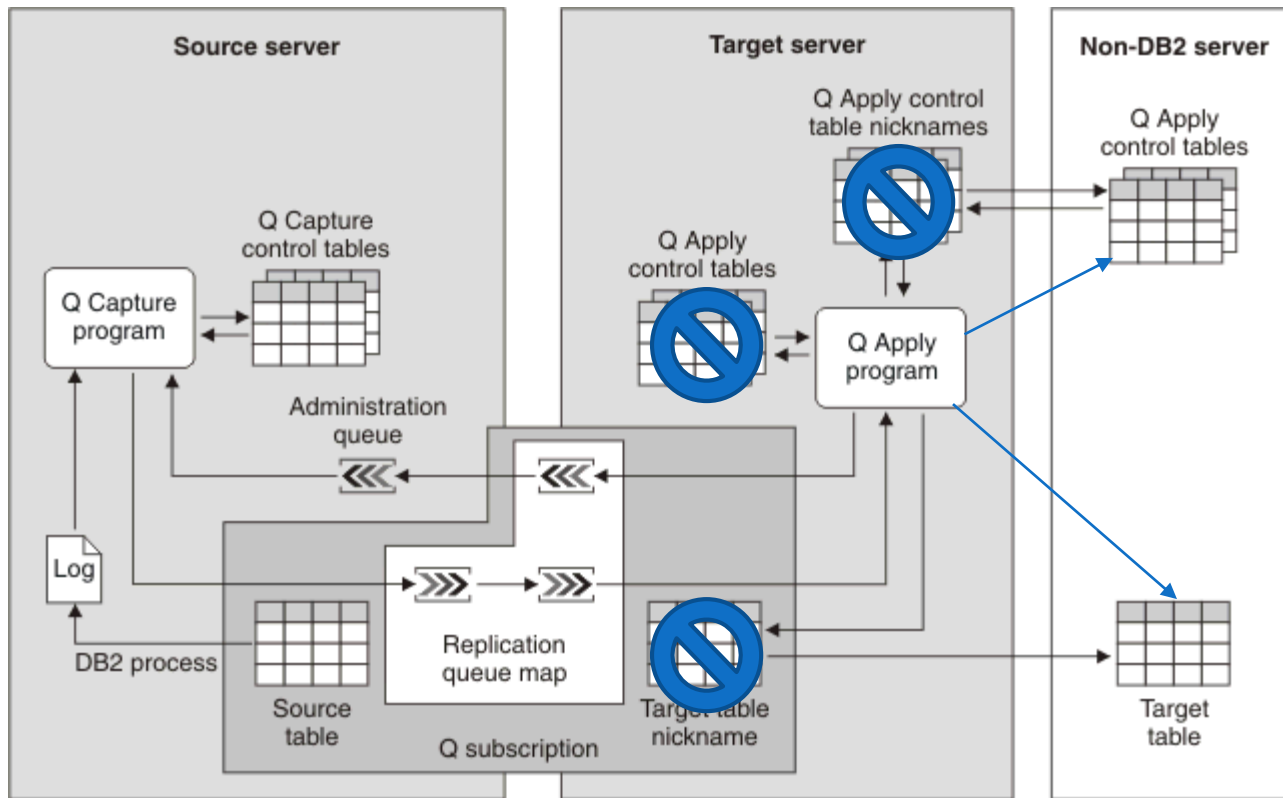 Source server
Target server
Non-DB2 server
Q Apply control
table nicknames
Q Apply
control tables
Q Capture
control tables
Q Apply
control tables
Q Capture
program
Q Apply
program
Administration
queue
Log
DB2 process
Replication
queue map
Source
table
Target table
nickname
Target
table
Q subscription